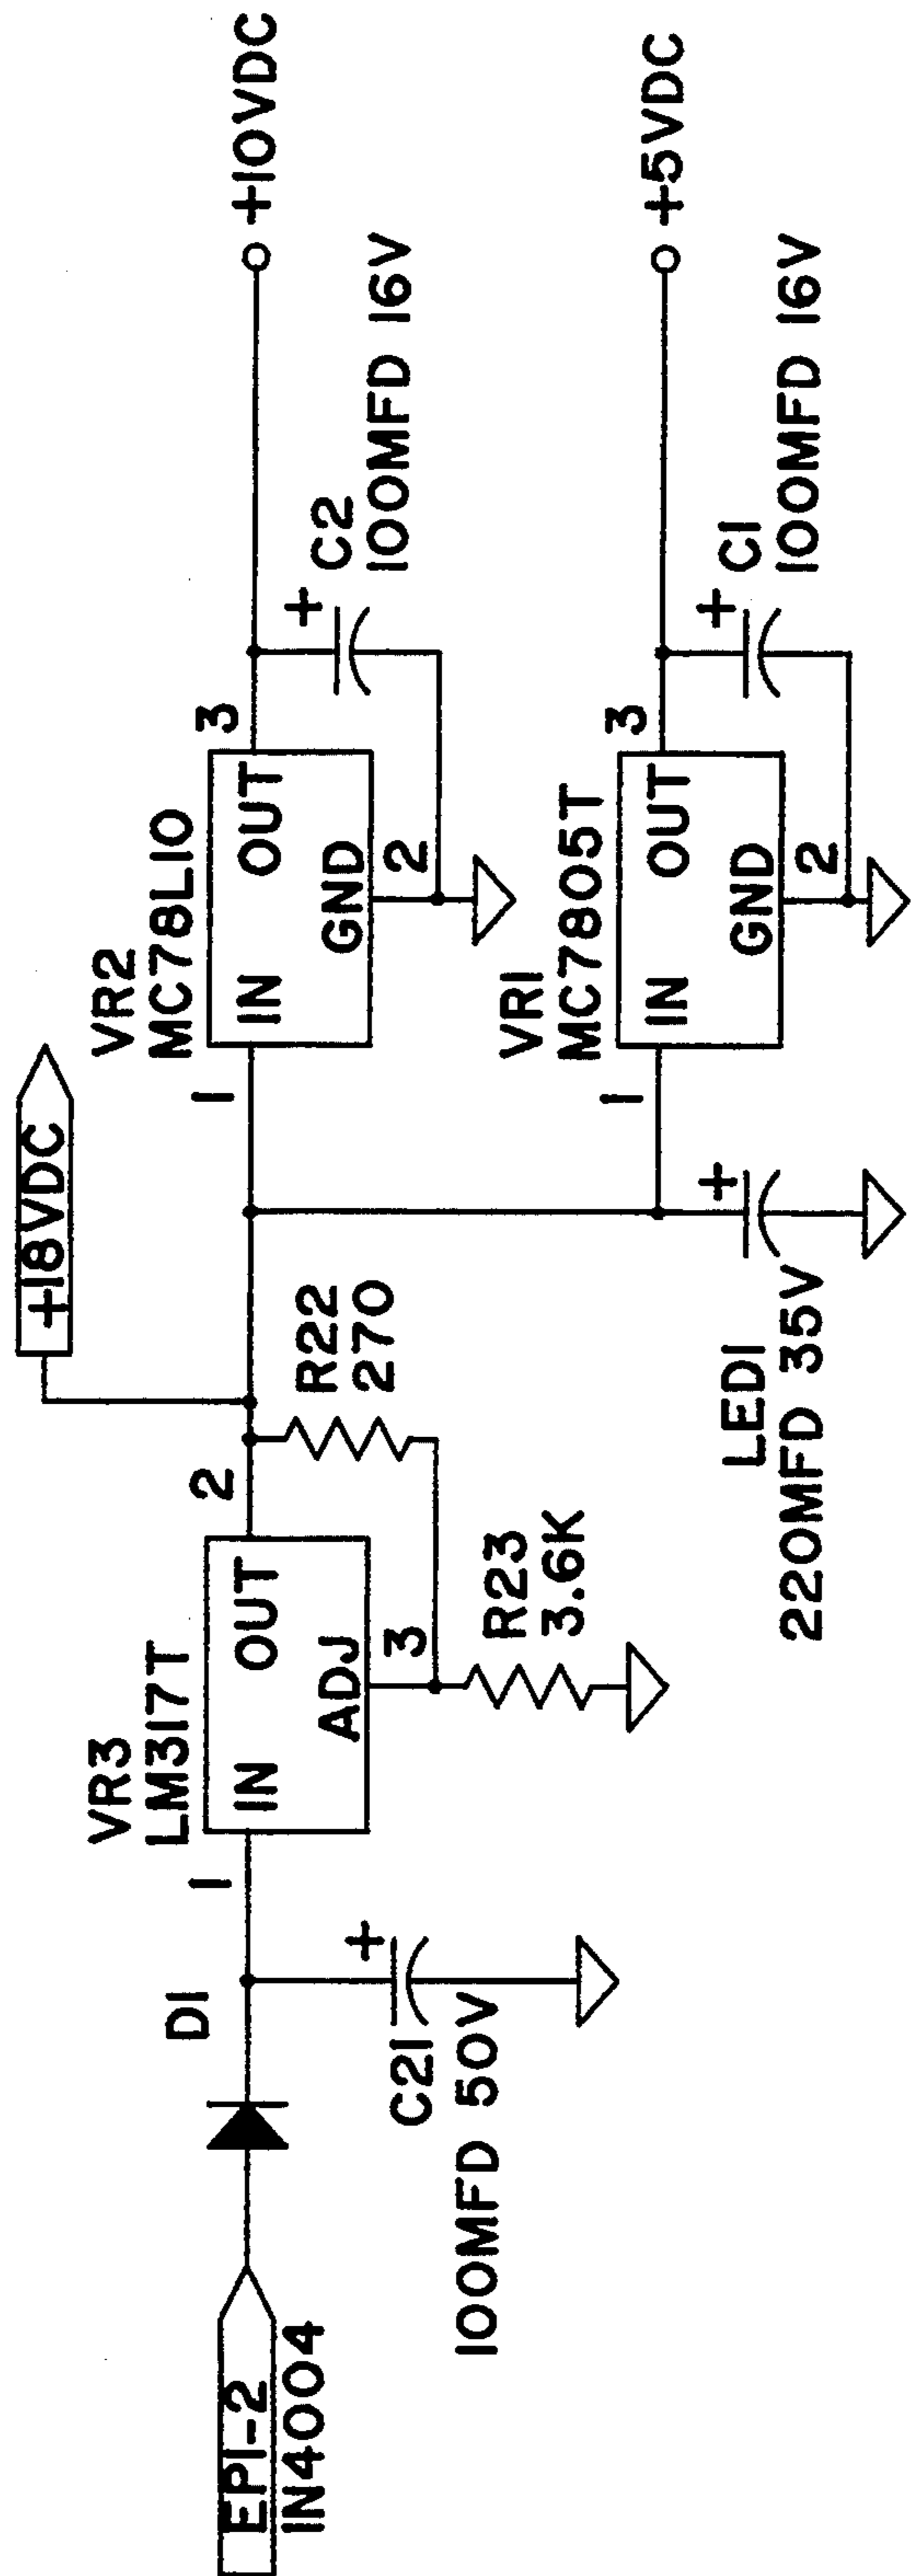 EP1-2
IN4004
D1
C21
100MFD 50V
VR3
LM317T
1
IN
OUT
ADJ
2
3
R22
270
R23
3.6K
+18VDC
VR2
MC78L10
1
IN
OUT
GND
3
2
C2
+
100MFD 16V
+10VDC
LED1
220MFD 35V
+
+
VR1
MC7805T
1
IN
OUT
GND
3
2
C1
+
100MFD 16V
+5VDC